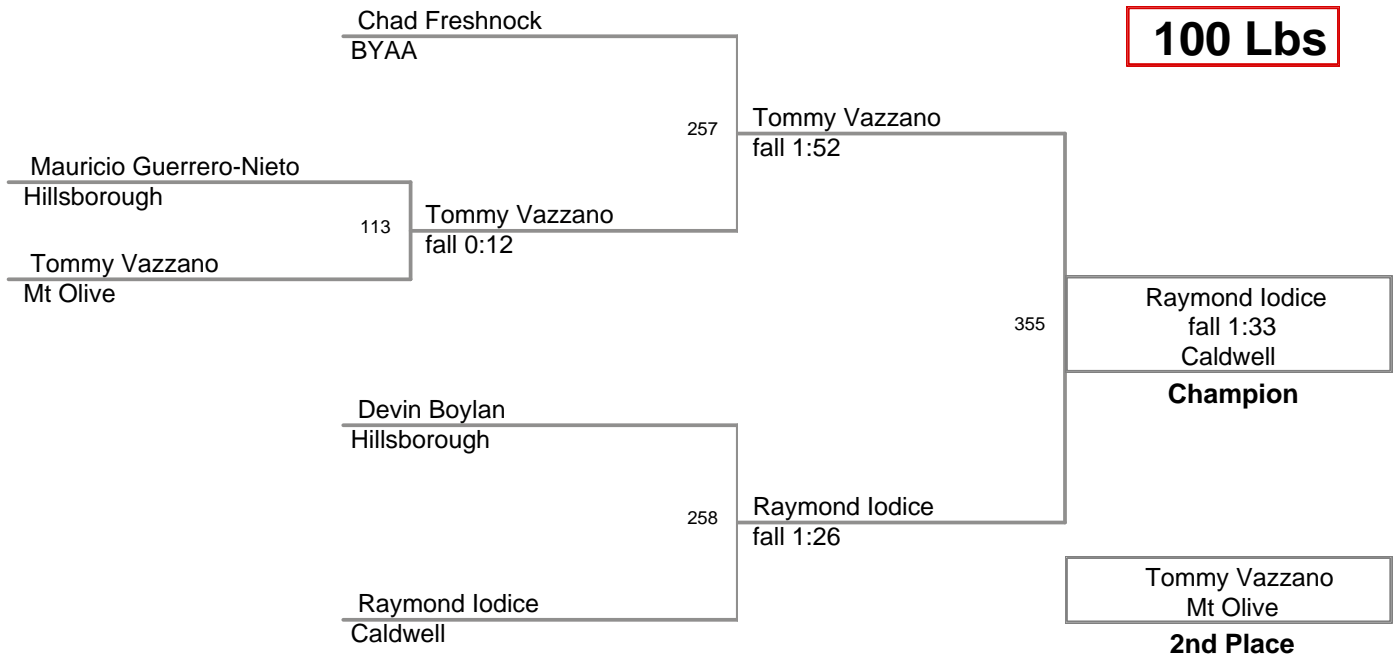 Chad Freshnock
BYAA
100 Lbs
257
Tommy Vazzano
fall 1:52
Mauricio Guerrero-Nieto
Hillsborough
113
Tommy Vazzano
fall 0:12
Tommy Vazzano
Mt Olive
355
Raymond Iodice
fall 1:33
Caldwell
Champion
Devin Boylan
Hillsborough
258
Raymond Iodice
fall 1:26
Raymond Iodice
Caldwell
Tommy Vazzano
Mt Olive
2nd Place